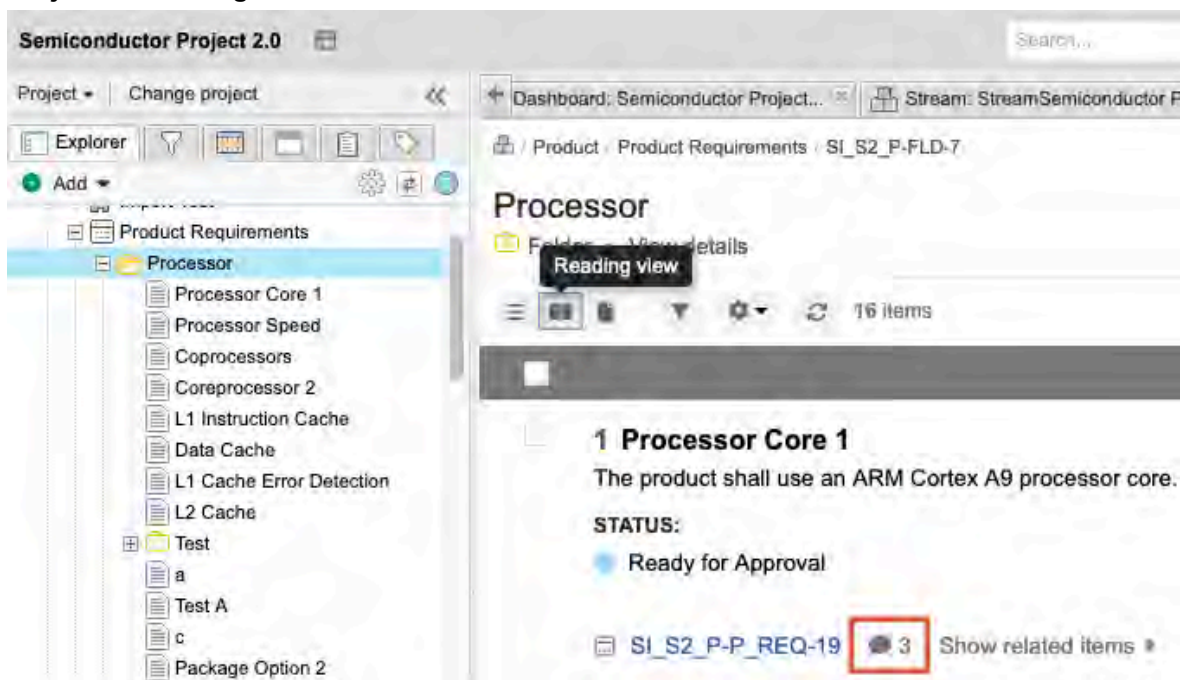 Semiconductor Project 2.0
Search...
Project
Change project
Dashboard: Semiconductor Project...
Stream: StreamSemiconductor P
Explorer
/ Product / Product Requirements / SI_S2_P-FLD-7
Add
Product Requirements
Processor
Processor Core 1
Processor Speed
Coprocessors
Coreprocessor 2
L1 Instruction Cache
Data Cache
L1 Cache Error Detection
L2 Cache
Test
a
Test A
c
Package Option 2
Processor
View details
Reading view
16 items
1 Processor Core 1
The product shall use an ARM Cortex A9 processor core.
STATUS:
Ready for Approval
SI_S2_P-P_REQ-19 3 Show related items